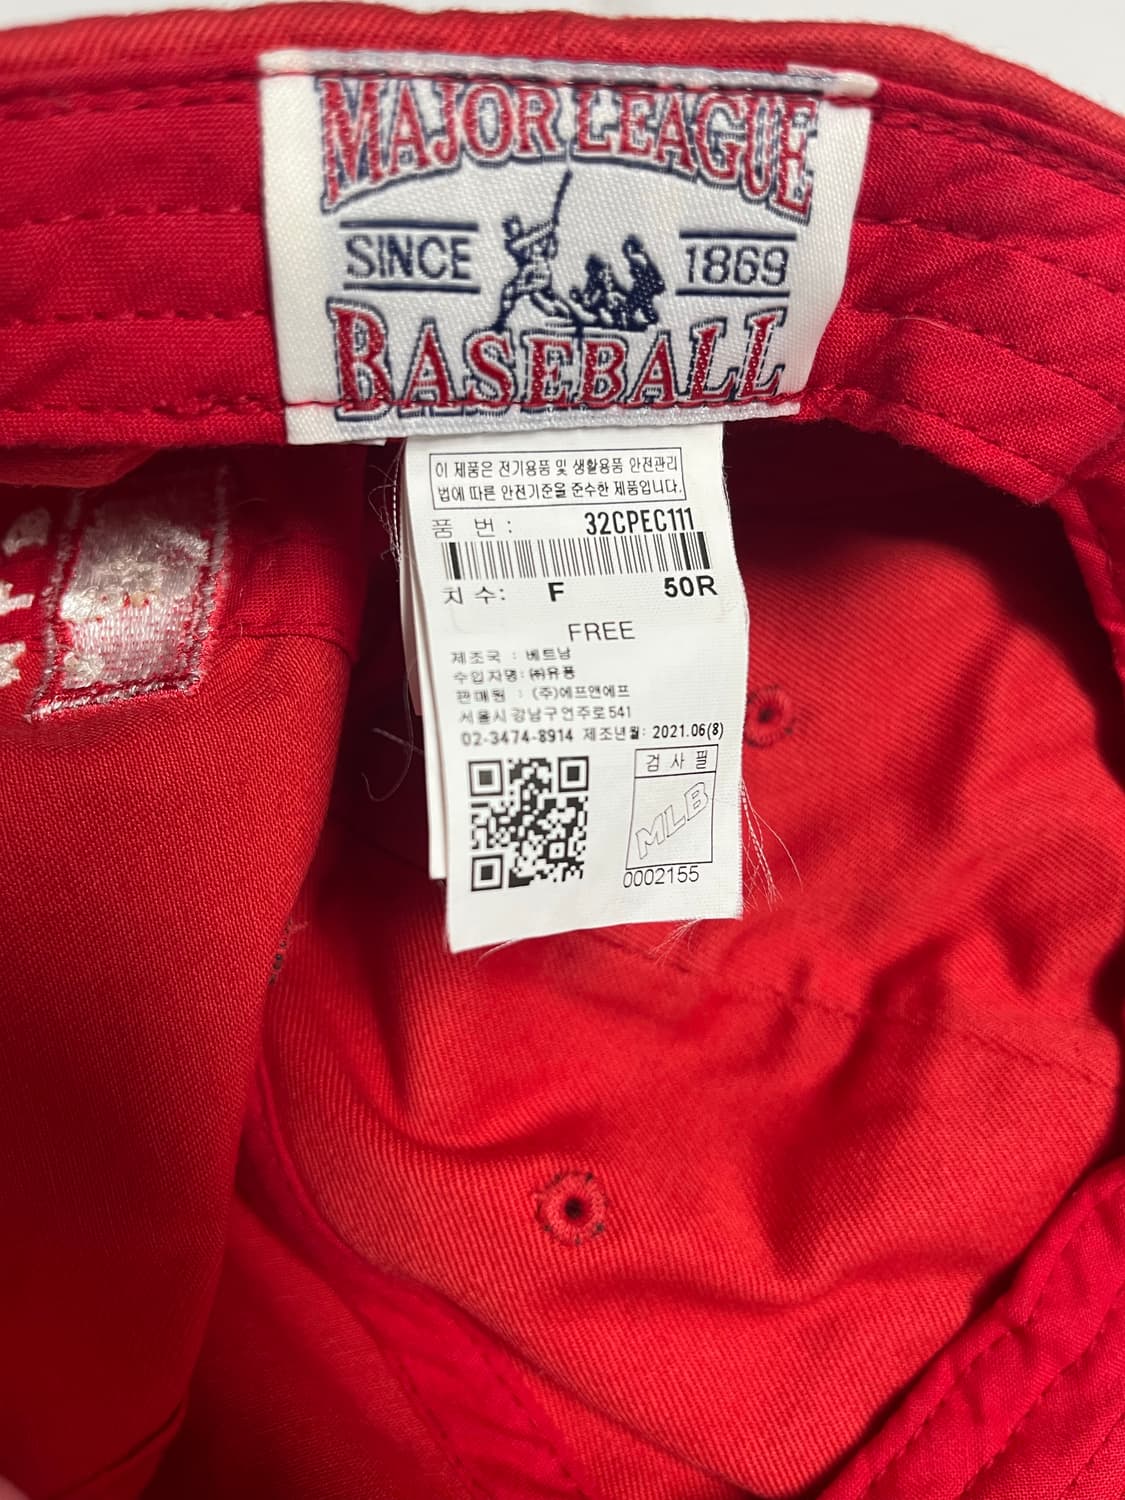 MAJOR LEAGUE
SINCE 1869
BASEBALL
이 제품은 전기용품 및 생활용품 안전관리
법에 따른 안전기준을 준수한 제품입니다.
품 번 : 32CPEC111
치 수: F 50R
FREE
제조국 : 베트남
수입자명: ㈜유풍
판매원 : (주)에프앤에프
서울시 강남구 언주로 541
02-3474-8914 제조년월: 2021.06(8)
검 사 필
MLB
0002155